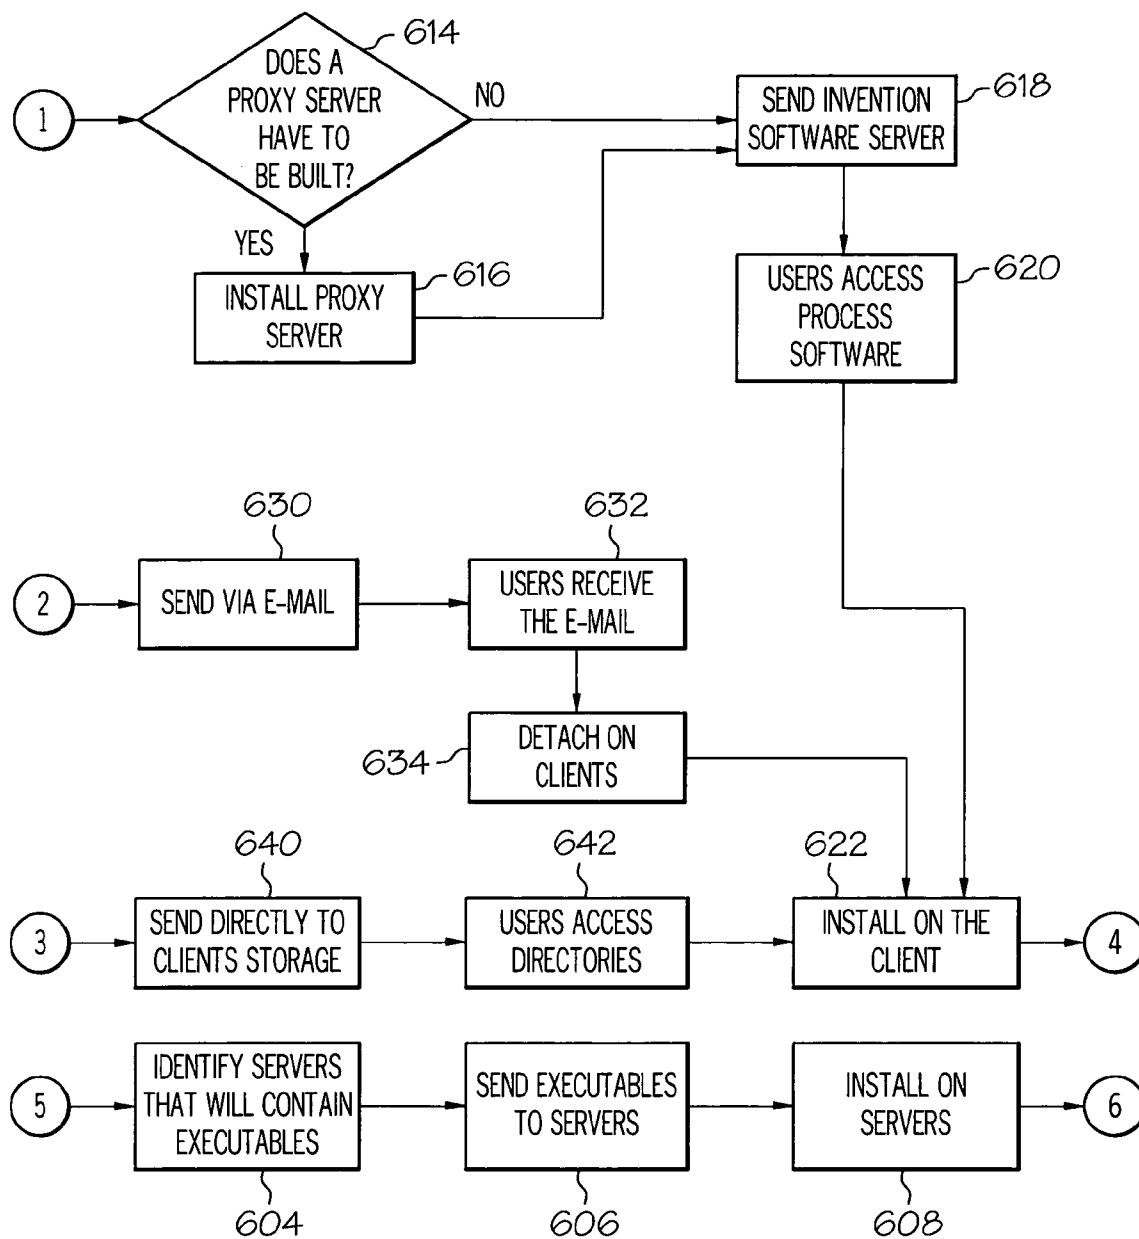 614
DOES A
PROXY SERVER
HAVE TO
BE BUILT?
1
NO
YES
618
SEND INVENTION
SOFTWARE SERVER
616
INSTALL PROXY
SERVER
620
USERS ACCESS
PROCESS
SOFTWARE
630
632
2
SEND VIA E-MAIL
USERS RECEIVE
THE E-MAIL
634
DETACH ON
CLIENTS
640
642
622
3
SEND DIRECTLY TO
CLIENTS STORAGE
USERS ACCESS
DIRECTORIES
INSTALL ON THE
CLIENT
4
5
IDENTIFY SERVERS
THAT WILL CONTAIN
EXECUTABLES
SEND EXECUTABLES
TO SERVERS
INSTALL ON
SERVERS
6
604
606
608